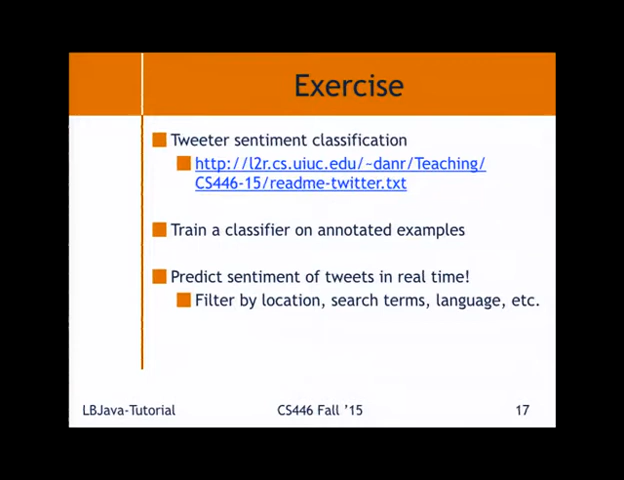 Exercise
Tweeter sentiment classification
http://l2r.cs.uiuc.edu/~danr/Teaching/
CS446-15/readme-twitter.txt
Train a classifier on annotated examples
Predict sentiment of tweets in real time!
Filter by location, search terms, language, etc.
LBJava-Tutorial
CS446 Fall '15
17